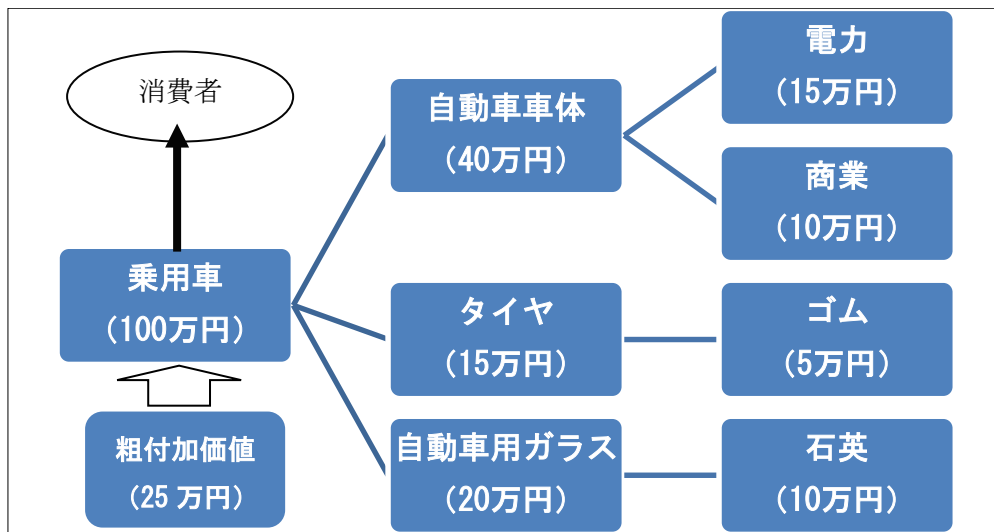 消費者
乗用車
(100万円)
粗付加価値
(25 万円)
自動車車体
(40万円)
タイヤ
(15万円)
自動車用ガラス
(20万円)
電力
(15万円)
商業
(10万円)
ゴム
(5万円)
石英
(10万円)